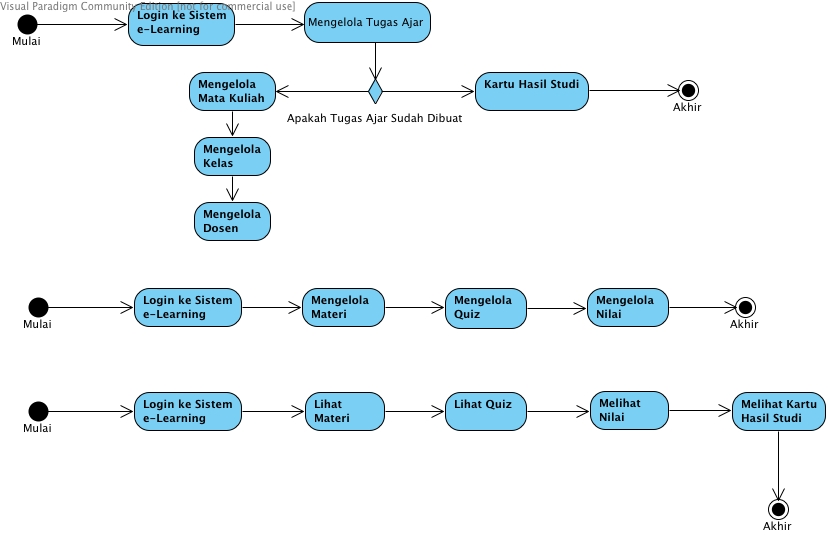 Visual Paradigm Community Edition [not for commercial use]
Login ke Sistem
e-Learning
Mengelola Tugas Ajar
Mulai
Mengelola
Mata Kuliah
Kartu Hasil Studi
Akhir
Apakah Tugas Ajar Sudah Dibuat
Mengelola
Kelas
Mengelola
Dosen
Mulai
Login ke Sistem
e-Learning
Mengelola
Materi
Mengelola
Quiz
Mengelola
Nilai
Akhir
Mulai
Login ke Sistem
e-Learning
Lihat
Materi
Lihat Quiz
Melihat
Nilai
Melihat Kartu
Hasil Studi
Akhir